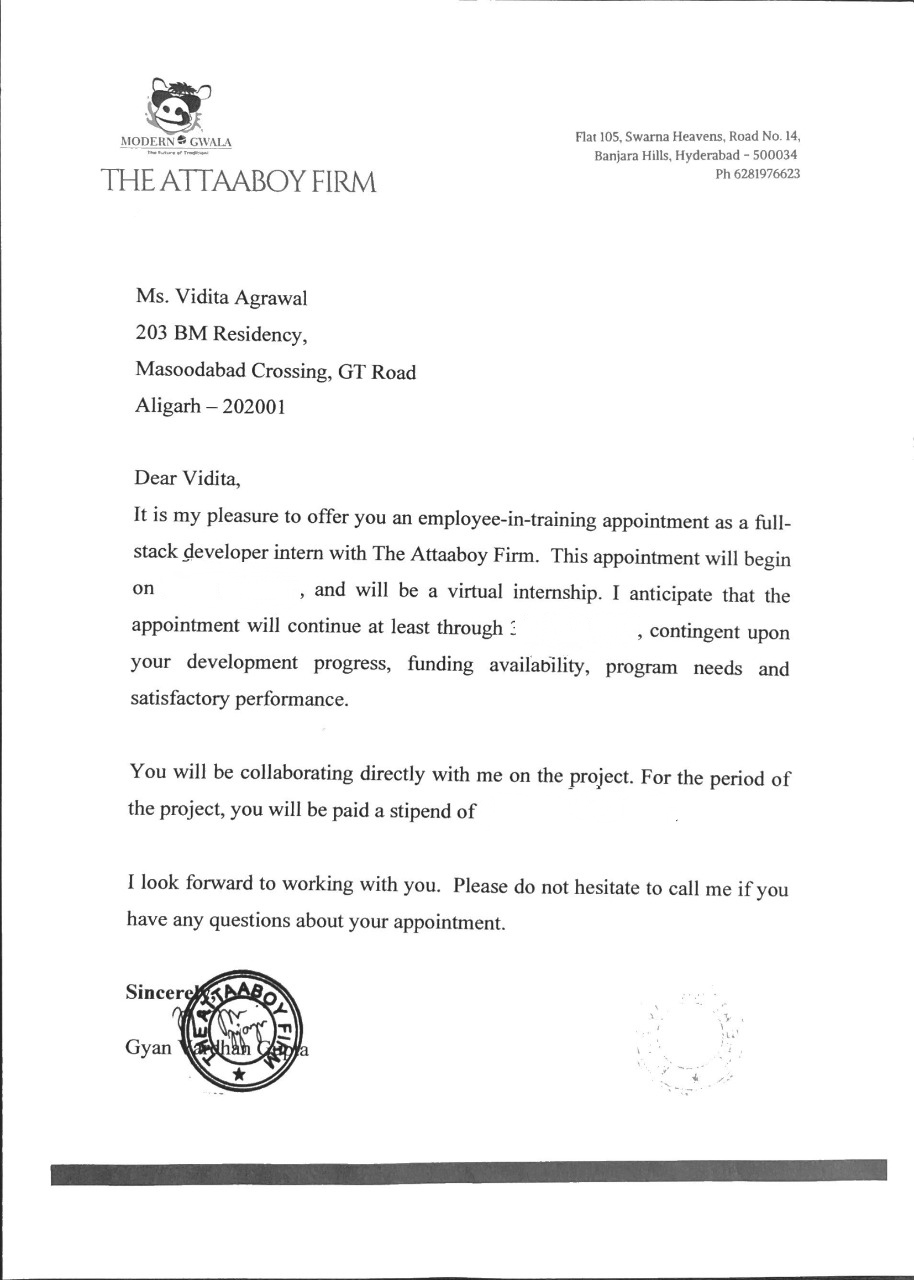 MODERN GWALA
The Future of Tradition!
THE ATTAABOY FIRM
Flat 105, Swarna Heavens, Road No. 14,
Banjara Hills, Hyderabad – 500034
Ph 6281976623
Ms. Vidita Agrawal
203 BM Residency,
Masoodabad Crossing, GT Road
Aligarh – 202001
Dear Vidita,
It is my pleasure to offer you an employee-in-training appointment as a full-
stack developer intern with The Attaaboy Firm. This appointment will begin
on , and will be a virtual internship. I anticipate that the
appointment will continue at least through , contingent upon
your development progress, funding availability, program needs and
satisfactory performance.
You will be collaborating directly with me on the project. For the period of
the project, you will be paid a stipend of
I look forward to working with you. Please do not hesitate to call me if you
have any questions about your appointment.
Sincerely,
Gyan Vardhan Gupta
THE ATTAABOY FIRM